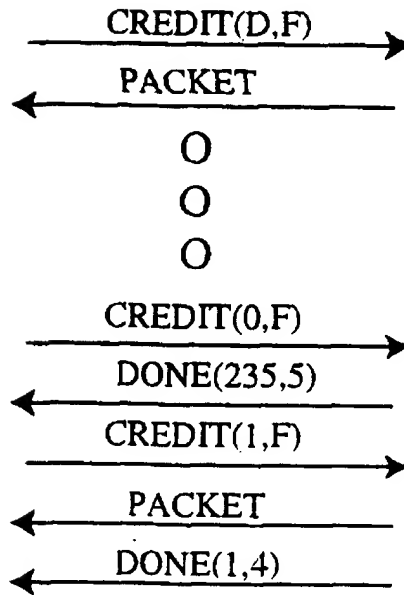 CREDIT(D,F)
PACKET
O
O
O
CREDIT(0,F)
DONE(235,5)
CREDIT(1,F)
PACKET
DONE(1,4)